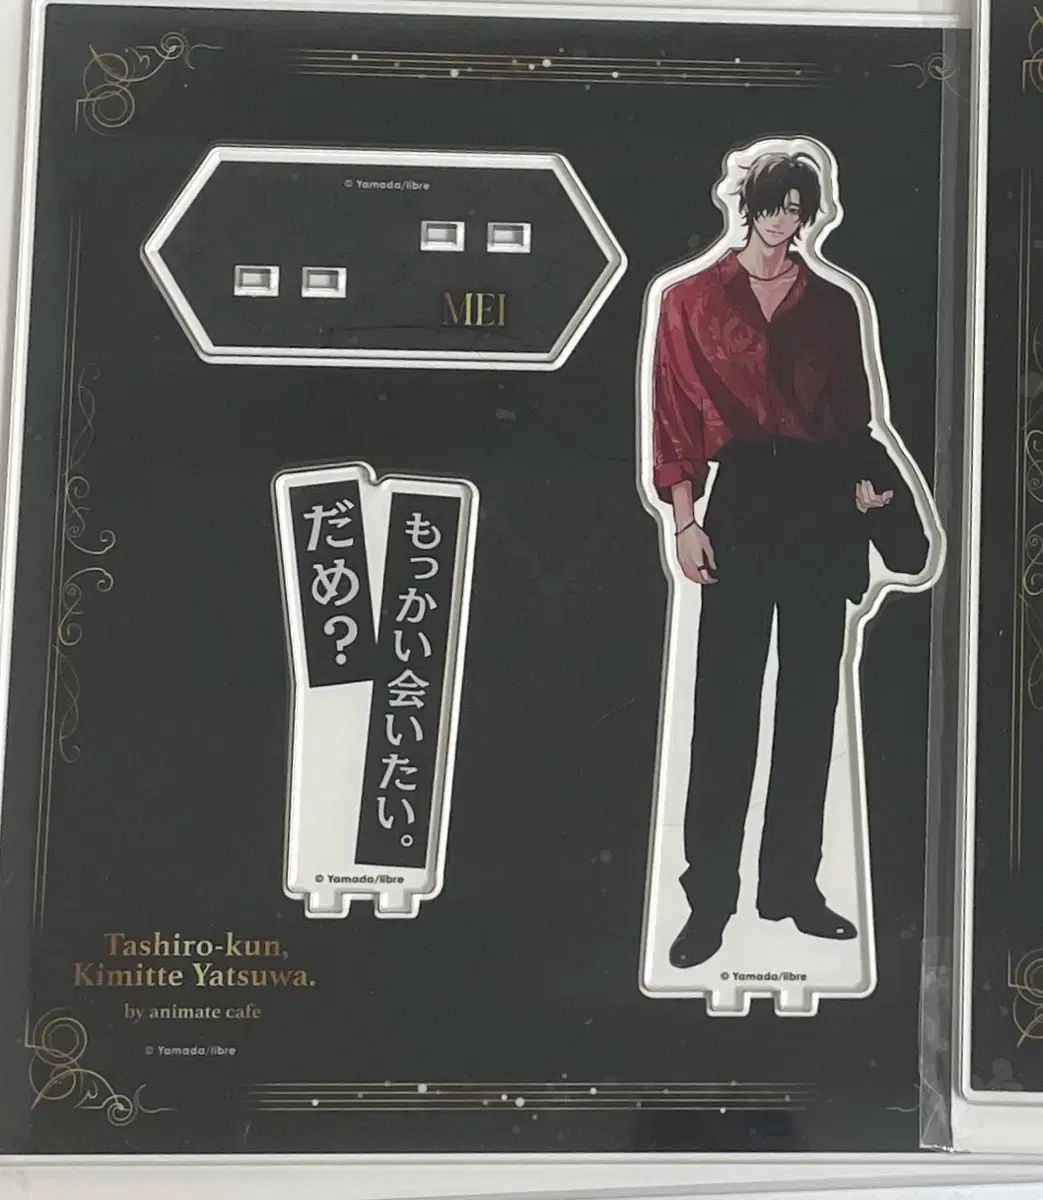 © Yamada/libre
MEI
もっかい会いたい。
だめ?
© Yamada/libre
© Yamada/libre
Tashiro-kun,
Kimitte Yatsuwa.
by animate cafe
© Yamada/libre